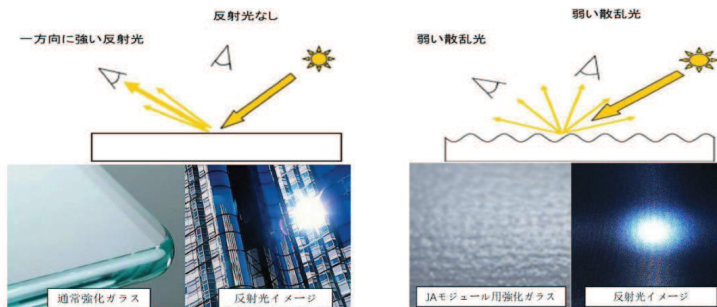 反射光なし
一方向に強い反射光
通常強化ガラス
反射光イメージ
弱い散乱光
弱い散乱光
JAモジュール用強化ガラス
反射光イメージ